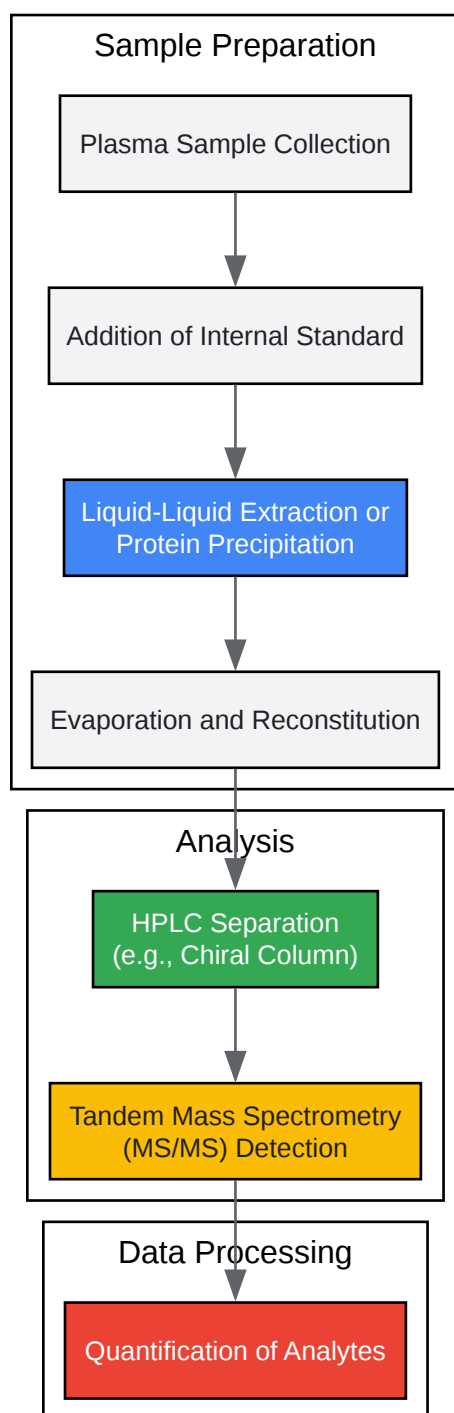 Sample Preparation
Plasma Sample Collection
Addition of Internal Standard
Liquid-Liquid Extraction or
Protein Precipitation
Evaporation and Reconstitution
Analysis
HPLC Separation
(e.g., Chiral Column)
Tandem Mass Spectrometry
(MS/MS) Detection
Data Processing
Quantification of Analytes